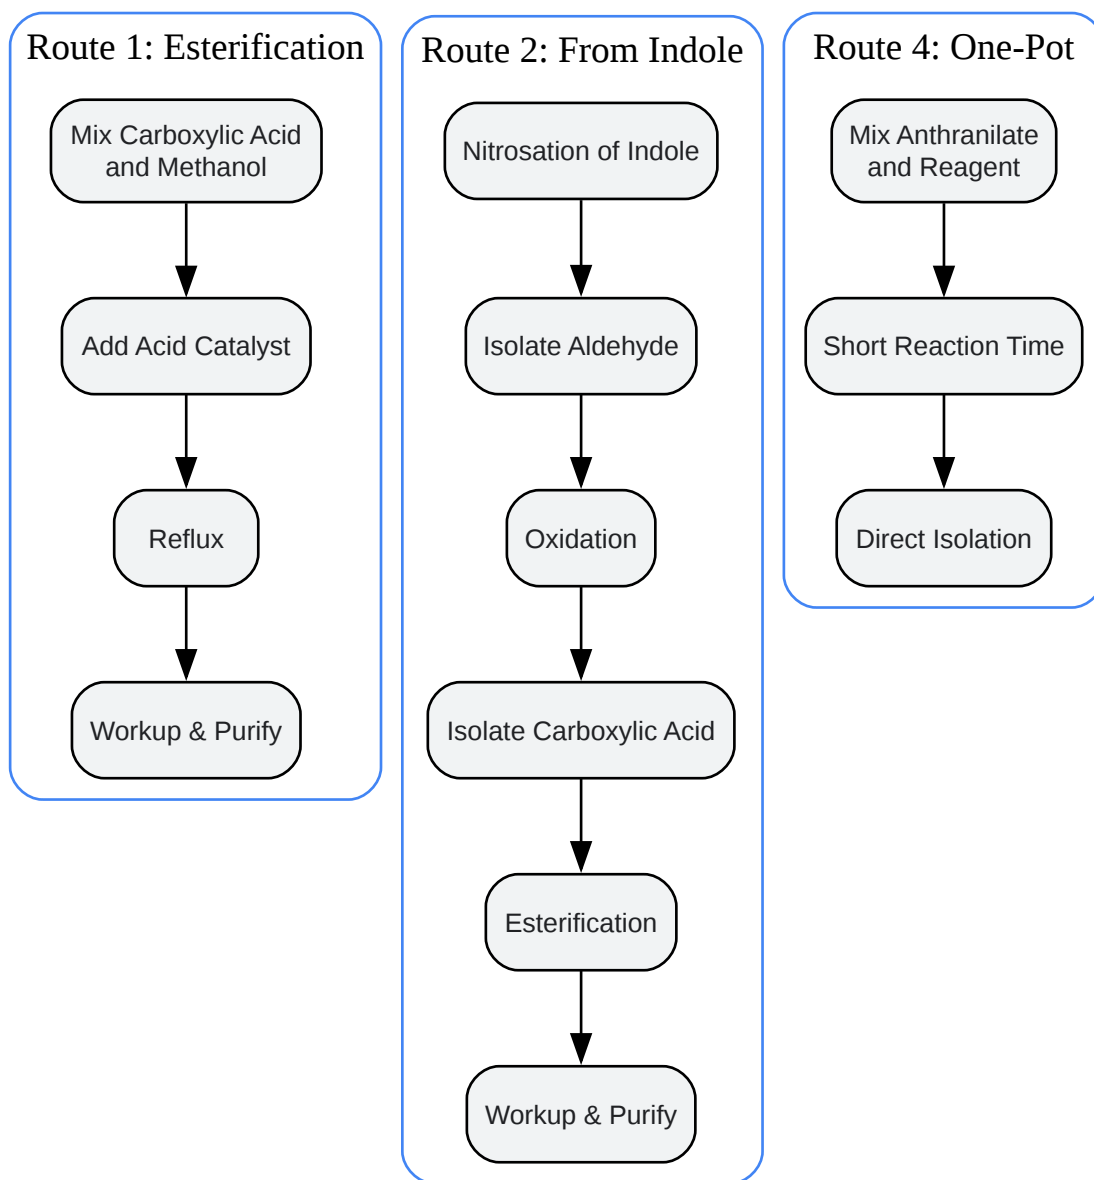 Route 1: Esterification
Mix Carboxylic Acid
and Methanol
Add Acid Catalyst
Reflux
Workup & Purify
Route 2: From Indole
Nitrosation of Indole
Isolate Aldehyde
Oxidation
Isolate Carboxylic Acid
Esterification
Workup & Purify
Route 4: One-Pot
Mix Anthranilate
and Reagent
Short Reaction Time
Direct Isolation